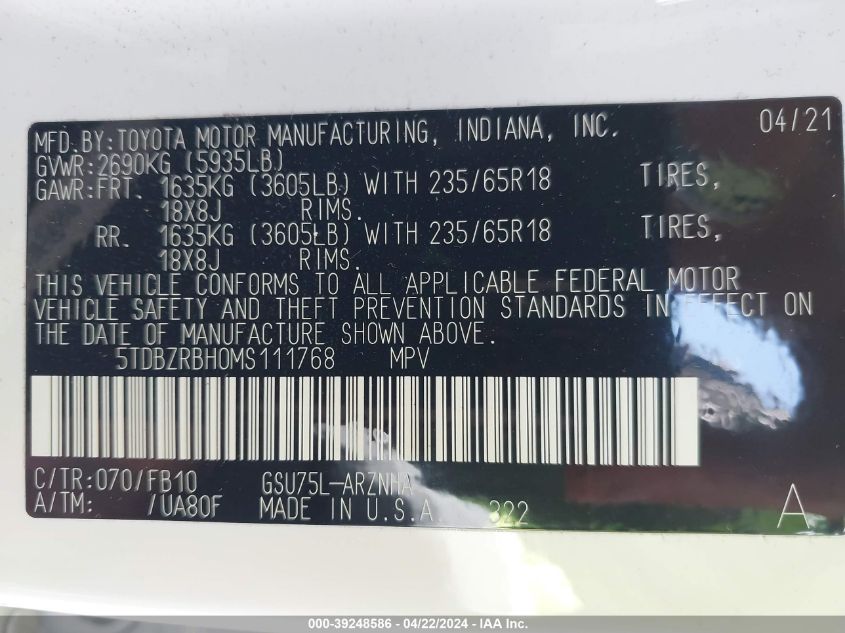 MFD.BY:TOYOTA MOTOR MANUFACTURING, INDIANA, INC. 04/21
GVWR:2690KG (5935LB)
GAWR:FRT. 1635KG (3605LB) WITH 235/65R18 TIRES,
18X8J RIMS.
RR. 1635KG (3605LB) WITH 235/65R18 TIRES,
18X8J RIMS.
THIS VEHICLE CONFORMS TO ALL APPLICABLE FEDERAL MOTOR
VEHICLE SAFETY AND THEFT PREVENTION STANDARDS IN EFFECT ON
THE DATE OF MANUFACTURE SHOWN ABOVE.
5TDBZRBH0MS111768 MPV
C/TR:070/FB10 GSU75L-ARZNHA
A/TM: /UA80F MADE IN U.S.A. 322 A
000-39248586 - 04/22/2024 - IAA Inc.